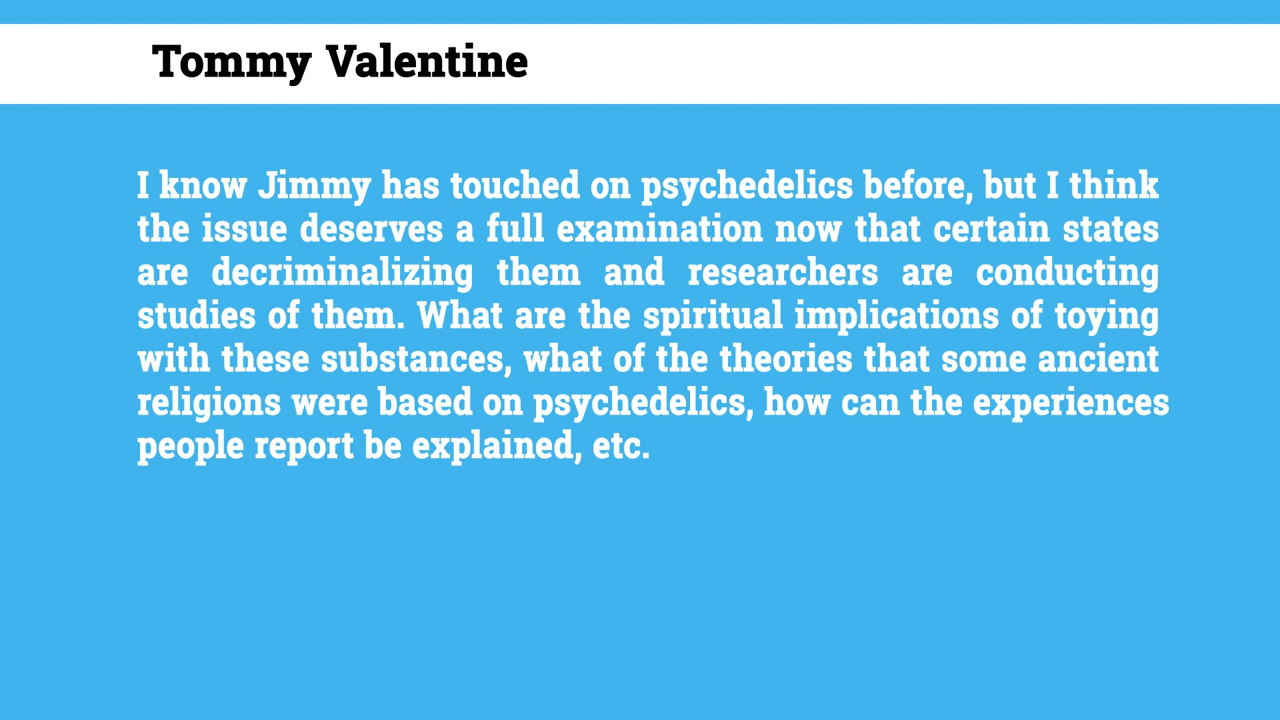 Tommy Valentine
I know Jimmy has touched on psychedelics before, but I think
the issue deserves a full examination now that certain states
are decriminalizing them and researchers are conducting
studies of them. What are the spiritual implications of toying
with these substances, what of the theories that some ancient
religions were based on psychedelics, how can the experiences
people report be explained, etc.